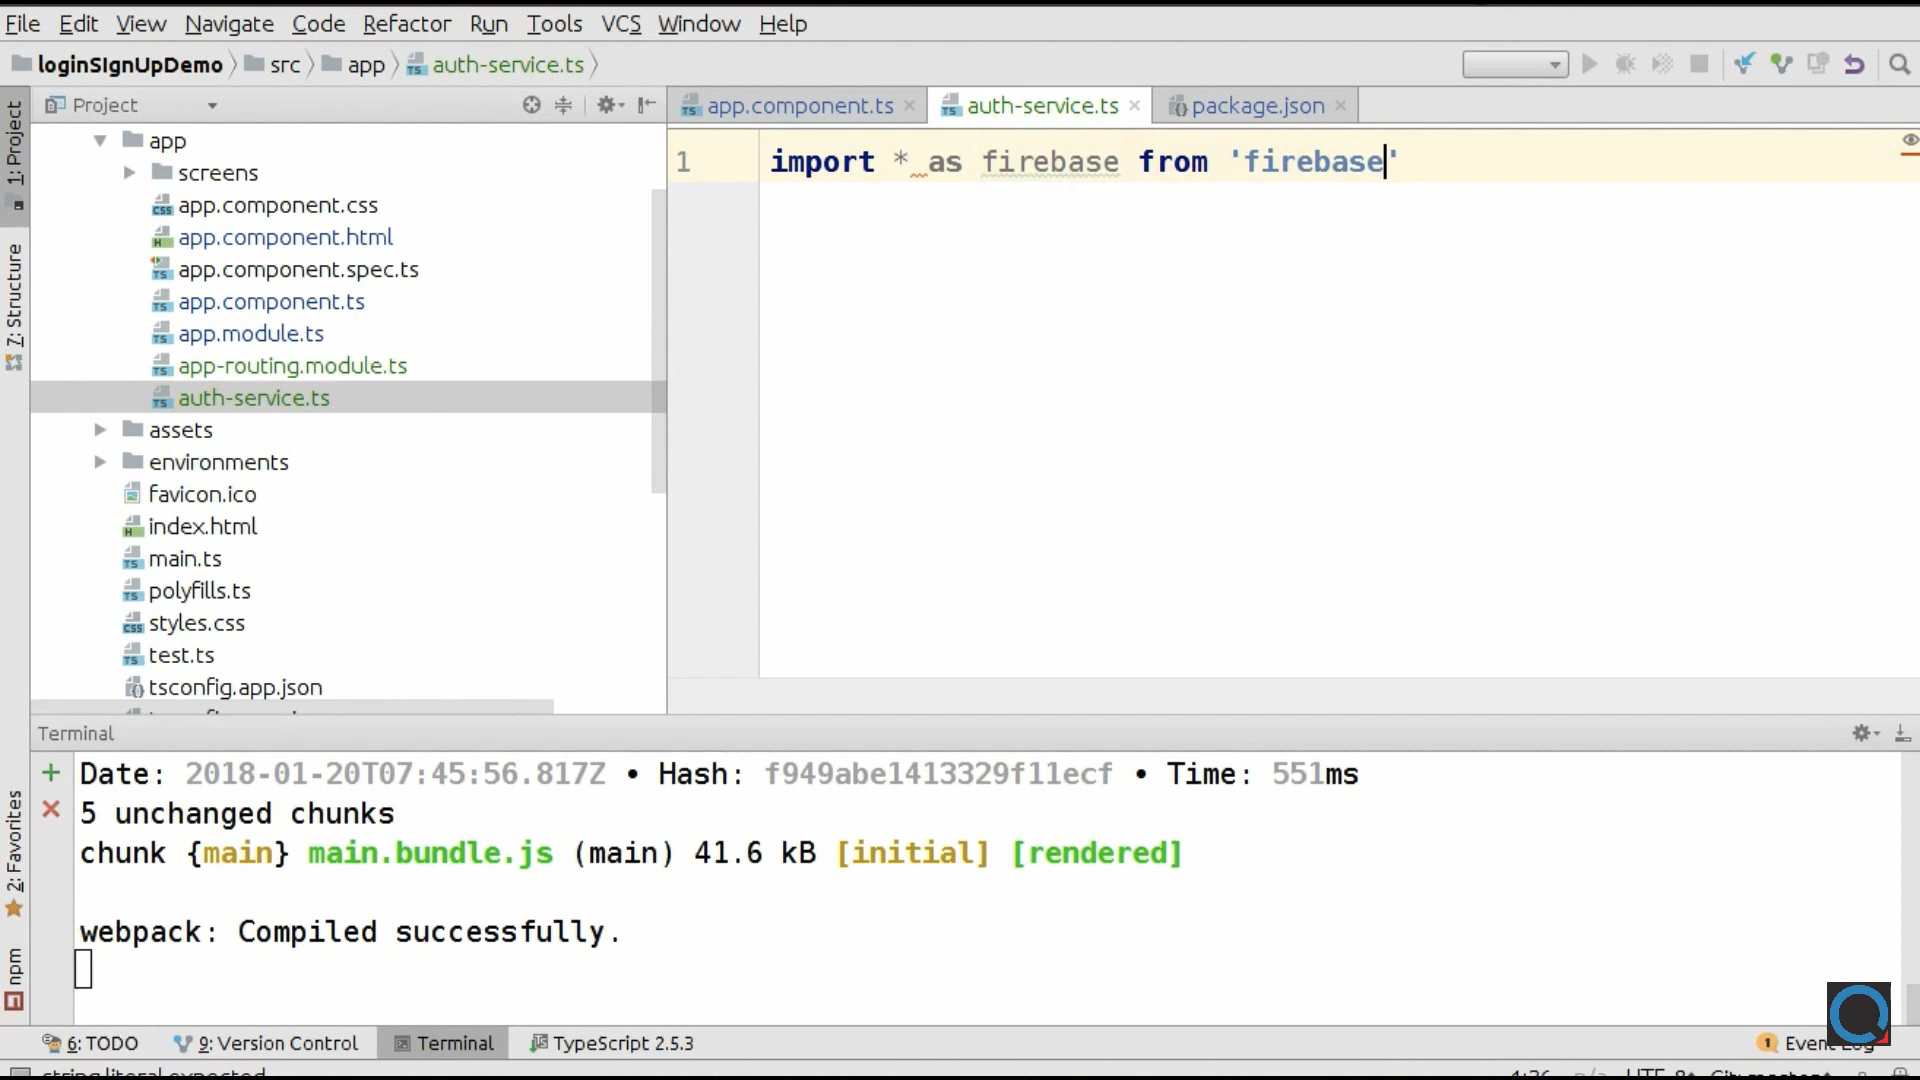 File Edit View Navigate Code Refactor Run Tools VCS Window Help
loginSIgnUpDemo src app auth-service.ts
Project
app.component.ts auth-service.ts package.json
1: Project
7: Structure
2: Favorites
npm
app
screens
app.component.css
app.component.html
app.component.spec.ts
app.component.ts
app.module.ts
app-routing.module.ts
auth-service.ts
assets
environments
favicon.ico
index.html
main.ts
polyfills.ts
styles.css
test.ts
tsconfig.app.json
1 import * as firebase from 'firebase'
Terminal
Date: 2018-01-20T07:45:56.817Z • Hash: f949abe1413329f11ecf • Time: 551ms
5 unchanged chunks
chunk {main} main.bundle.js (main) 41.6 kB [initial] [rendered]
webpack: Compiled successfully.
6: TODO 9: Version Control Terminal TypeScript 2.5.3 1 Event Log
string literal expected